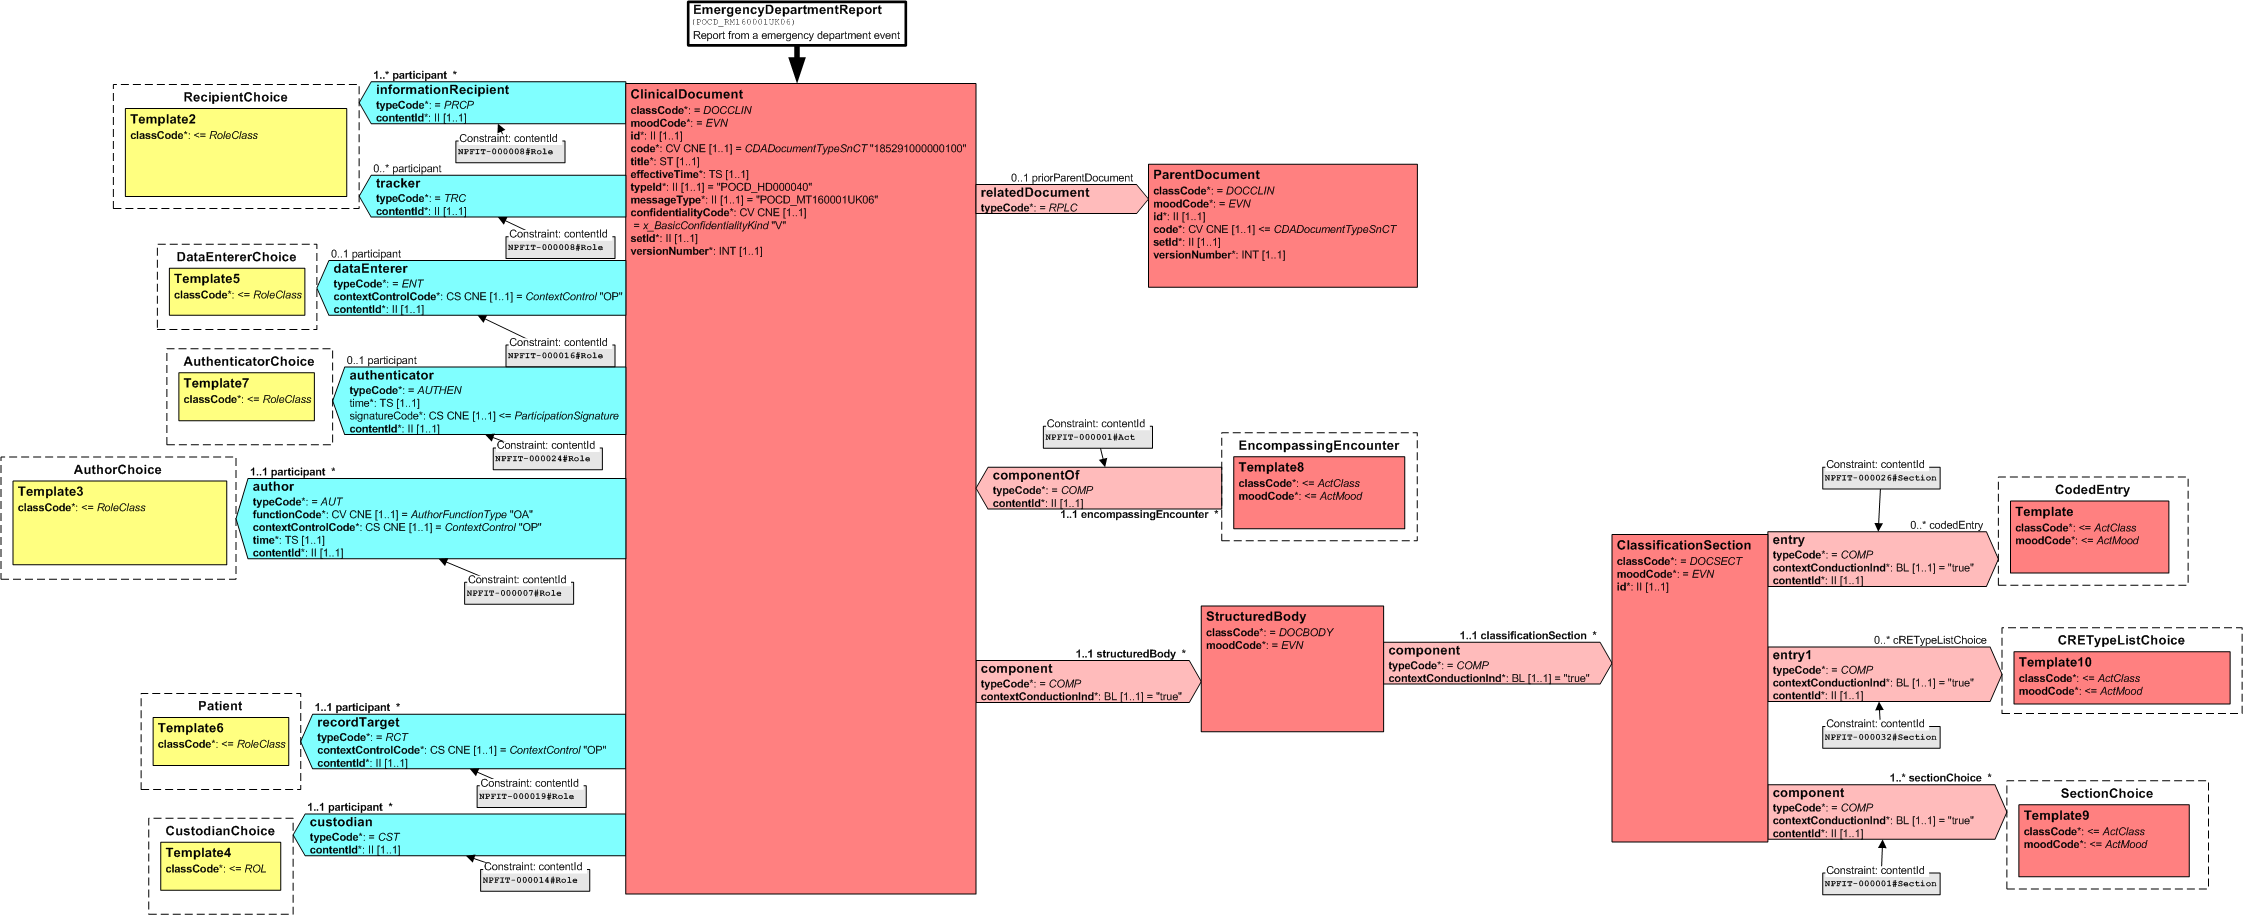 EmergencyDepartmentReport
(POCD_RM160001UK06)
Report from a emergency department event
1..* participant *
informationRecipient
typeCode*: = PRCP
contentId*: II [1..1]
Constraint: contentId
NPFIT-000008#Role
RecipientChoice
Template2
classCode*: <= RoleClass
0..* participant
tracker
typeCode*: = TRC
contentId*: II [1..1]
Constraint: contentId
NPFIT-000008#Role
DataEntererChoice
Template5
classCode*: <= RoleClass
0..1 participant
dataEnterer
typeCode*: = ENT
contextControlCode*: CS CNE [1..1] = ContextControl "OP"
contentId*: II [1..1]
Constraint: contentId
NPFIT-000016#Role
AuthenticatorChoice
Template7
classCode*: <= RoleClass
0..1 participant
authenticator
typeCode*: = AUTHEN
time*: TS [1..1]
signatureCode*: CS CNE [1..1] <= ParticipationSignature
contentId*: II [1..1]
Constraint: contentId
NPFIT-000024#Role
AuthorChoice
Template3
classCode*: <= RoleClass
1..1 participant *
author
typeCode*: = AUT
functionCode*: CV CNE [1..1] = AuthorFunctionType "OA"
contextControlCode*: CS CNE [1..1] = ContextControl "OP"
time*: TS [1..1]
contentId*: II [1..1]
Constraint: contentId
NPFIT-000007#Role
Patient
Template6
classCode*: <= RoleClass
1..1 participant *
recordTarget
typeCode*: = RCT
contextControlCode*: CS CNE [1..1] = ContextControl "OP"
contentId*: II [1..1]
Constraint: contentId
NPFIT-000019#Role
CustodianChoice
Template4
classCode*: <= ROL
1..1 participant *
custodian
typeCode*: = CST
contentId*: II [1..1]
Constraint: contentId
NPFIT-000014#Role
ClinicalDocument
classCode*: = DOCCLIN
moodCode*: = EVN
id*: II [1..1]
code*: CV CNE [1..1] = CDADocumentTypeSnCT "185291000000100"
title*: ST [1..1]
effectiveTime*: TS [1..1]
typeId*: II [1..1] = "POCD_HD000040"
messageType*: II [1..1] = "POCD_MT160001UK06"
confidentialityCode*: CV CNE [1..1]
= x_BasicConfidentialityKind "V"
setId*: II [1..1]
versionNumber*: INT [1..1]
0..1 priorParentDocument
relatedDocument
typeCode*: = RPLC
ParentDocument
classCode*: = DOCCLIN
moodCode*: = EVN
id*: II [1..1]
code*: CV CNE [1..1] <= CDADocumentTypeSnCT
setId*: II [1..1]
versionNumber*: INT [1..1]
Constraint: contentId
NPFIT-000001#Act
componentOf
typeCode*: = COMP
contentId*: II [1..1]
1..1 encompassingEncounter *
EncompassingEncounter
Template8
classCode*: <= ActClass
moodCode*: <= ActMood
1..1 structuredBody *
component
typeCode*: = COMP
contextConductionInd*: BL [1..1] = "true"
StructuredBody
classCode*: = DOCBODY
moodCode*: = EVN
1..1 classificationSection *
component
typeCode*: = COMP
contextConductionInd*: BL [1..1] = "true"
ClassificationSection
classCode*: = DOCSECT
moodCode*: = EVN
id*: II [1..1]
Constraint: contentId
NPFIT-000026#Section
0..* codedEntry
entry
typeCode*: = COMP
contextConductionInd*: BL [1..1] = "true"
contentId*: II [1..1]
CodedEntry
Template
classCode*: <= ActClass
moodCode*: <= ActMood
0..* cRETypeListChoice
entry1
typeCode*: = COMP
contextConductionInd*: BL [1..1] = "true"
contentId*: II [1..1]
Constraint: contentId
NPFIT-000032#Section
CRETypeListChoice
Template10
classCode*: <= ActClass
moodCode*: <= ActMood
1..* sectionChoice *
component
typeCode*: = COMP
contextConductionInd*: BL [1..1] = "true"
contentId*: II [1..1]
Constraint: contentId
NPFIT-000001#Section
SectionChoice
Template9
classCode*: <= ActClass
moodCode*: <= ActMood